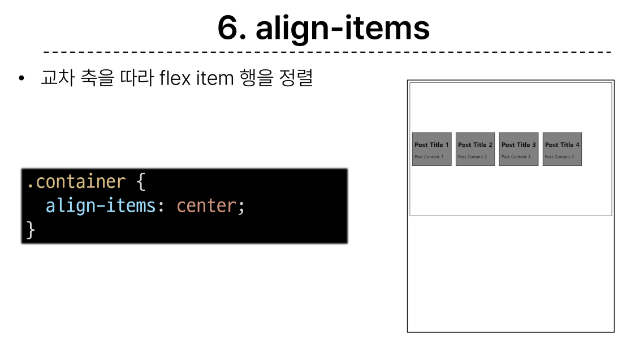 6. align-items
• 교차 축을 따라 flex item 행을 정렬
.container {
align-items: center;
}
Post Title 1 Post Title 2 Post Title 3 Post Title 4
Post Content 1 Post Content 2 Post Content 3 Post Content 4